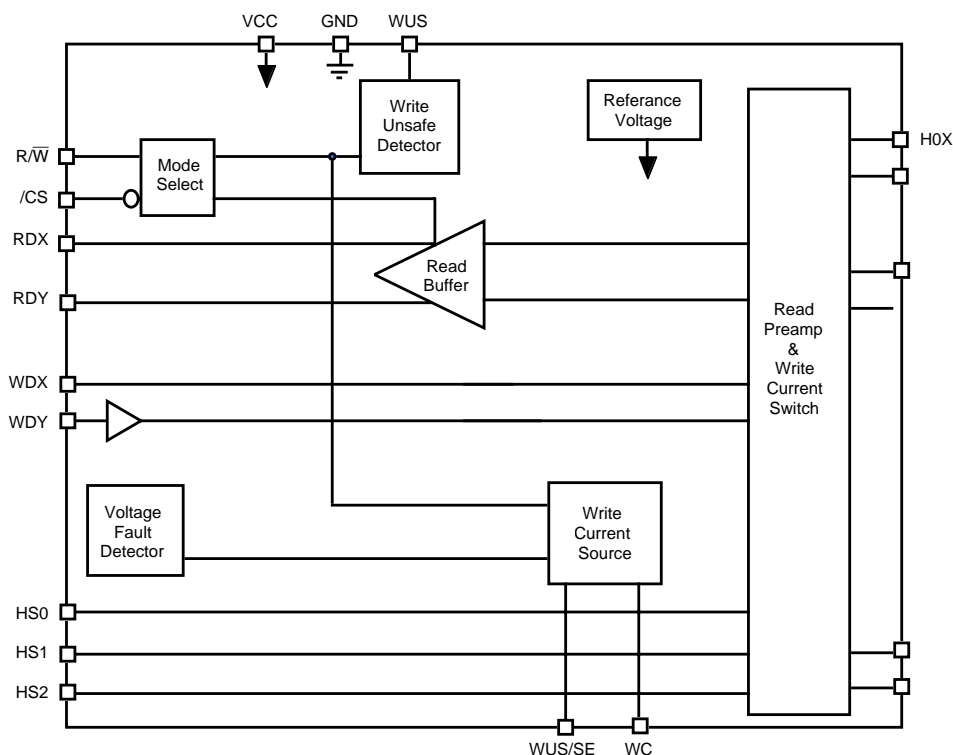 VCC GND WUS
Write
Unsafe
Detector
Referance
Voltage
H0X
R/W̅
Mode
Select
/CS
RDX
Read
Buffer
RDY
Read
Preamp
&
Write
Current
Switch
WDX
WDY
Voltage
Fault
Detector
Write
Current
Source
HS0
HS1
HS2
WUS/SE WC